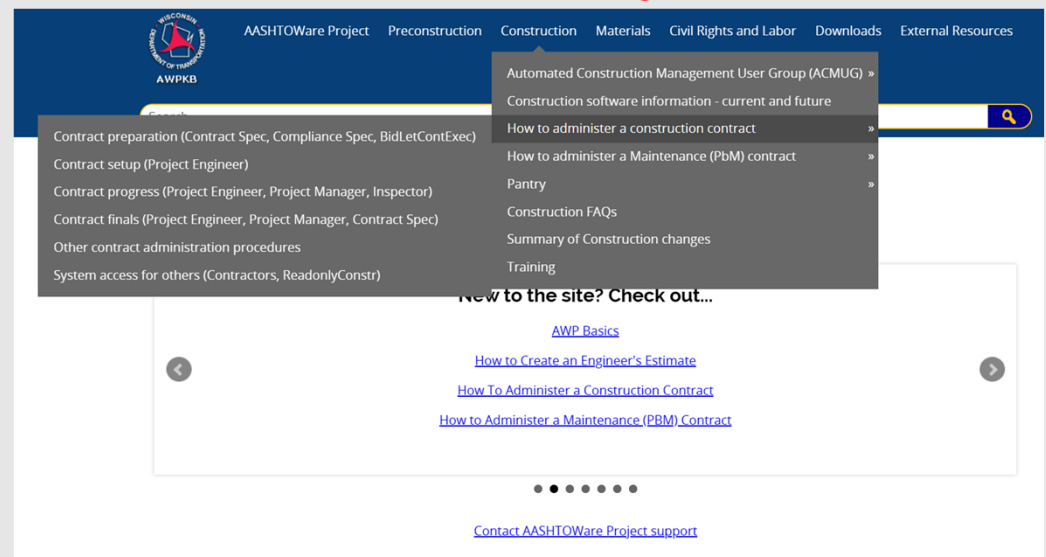 WISCONSIN
DEPARTMENT OF TRANSPORTATION
AWPKB
AASHTOWare Project Preconstruction Construction Materials Civil Rights and Labor Downloads External Resources
Automated Construction Management User Group (ACMUG) »
Construction software information - current and future
How to administer a construction contract »
How to administer a Maintenance (PbM) contract »
Pantry »
Construction FAQs
Summary of Construction changes
Training
Search
Contract preparation (Contract Spec, Compliance Spec, BidLetContExec)
Contract setup (Project Engineer)
Contract progress (Project Engineer, Project Manager, Inspector)
Contract finals (Project Engineer, Project Manager, Contract Spec)
Other contract administration procedures
System access for others (Contractors, ReadonlyConstr)
New to the site? Check out...
AWP Basics
How to Create an Engineer's Estimate
How To Administer a Construction Contract
How to Administer a Maintenance (PBM) Contract
Contact AASHTOWare Project support